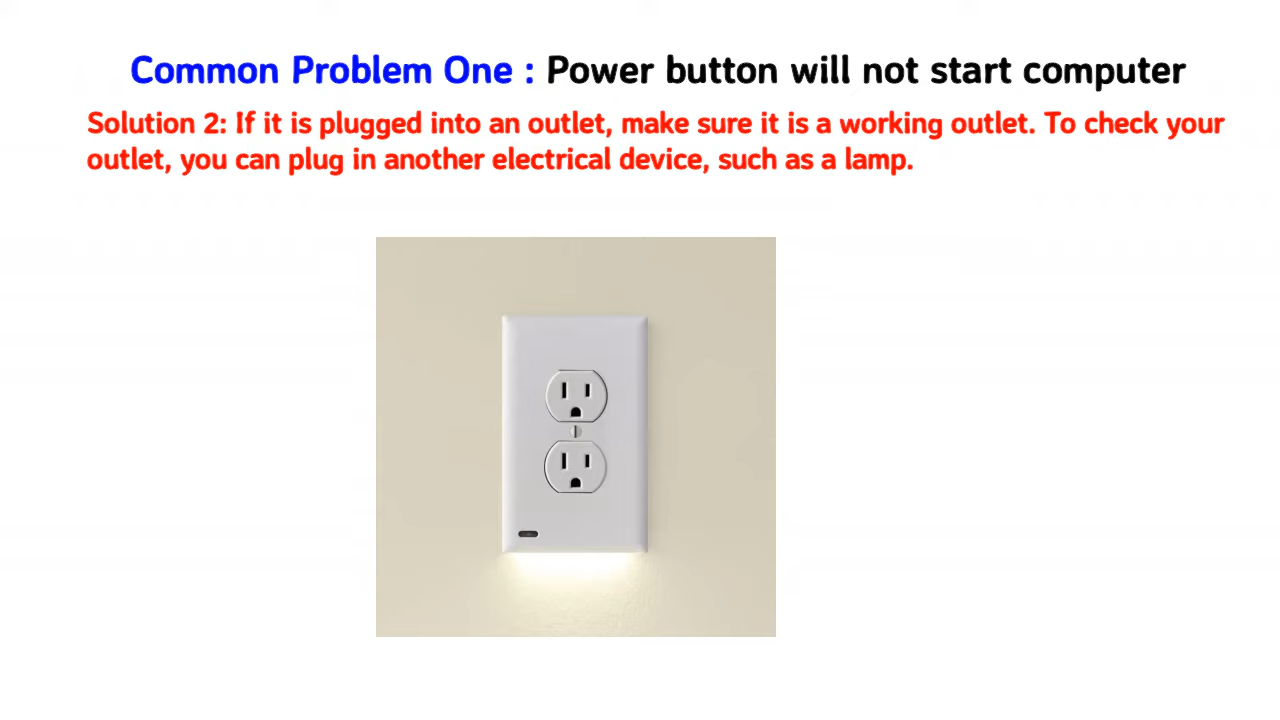 Common Problem One : Power button will not start computer
Solution 2: If it is plugged into an outlet, make sure it is a working outlet. To check your
outlet, you can plug in another electrical device, such as a lamp.